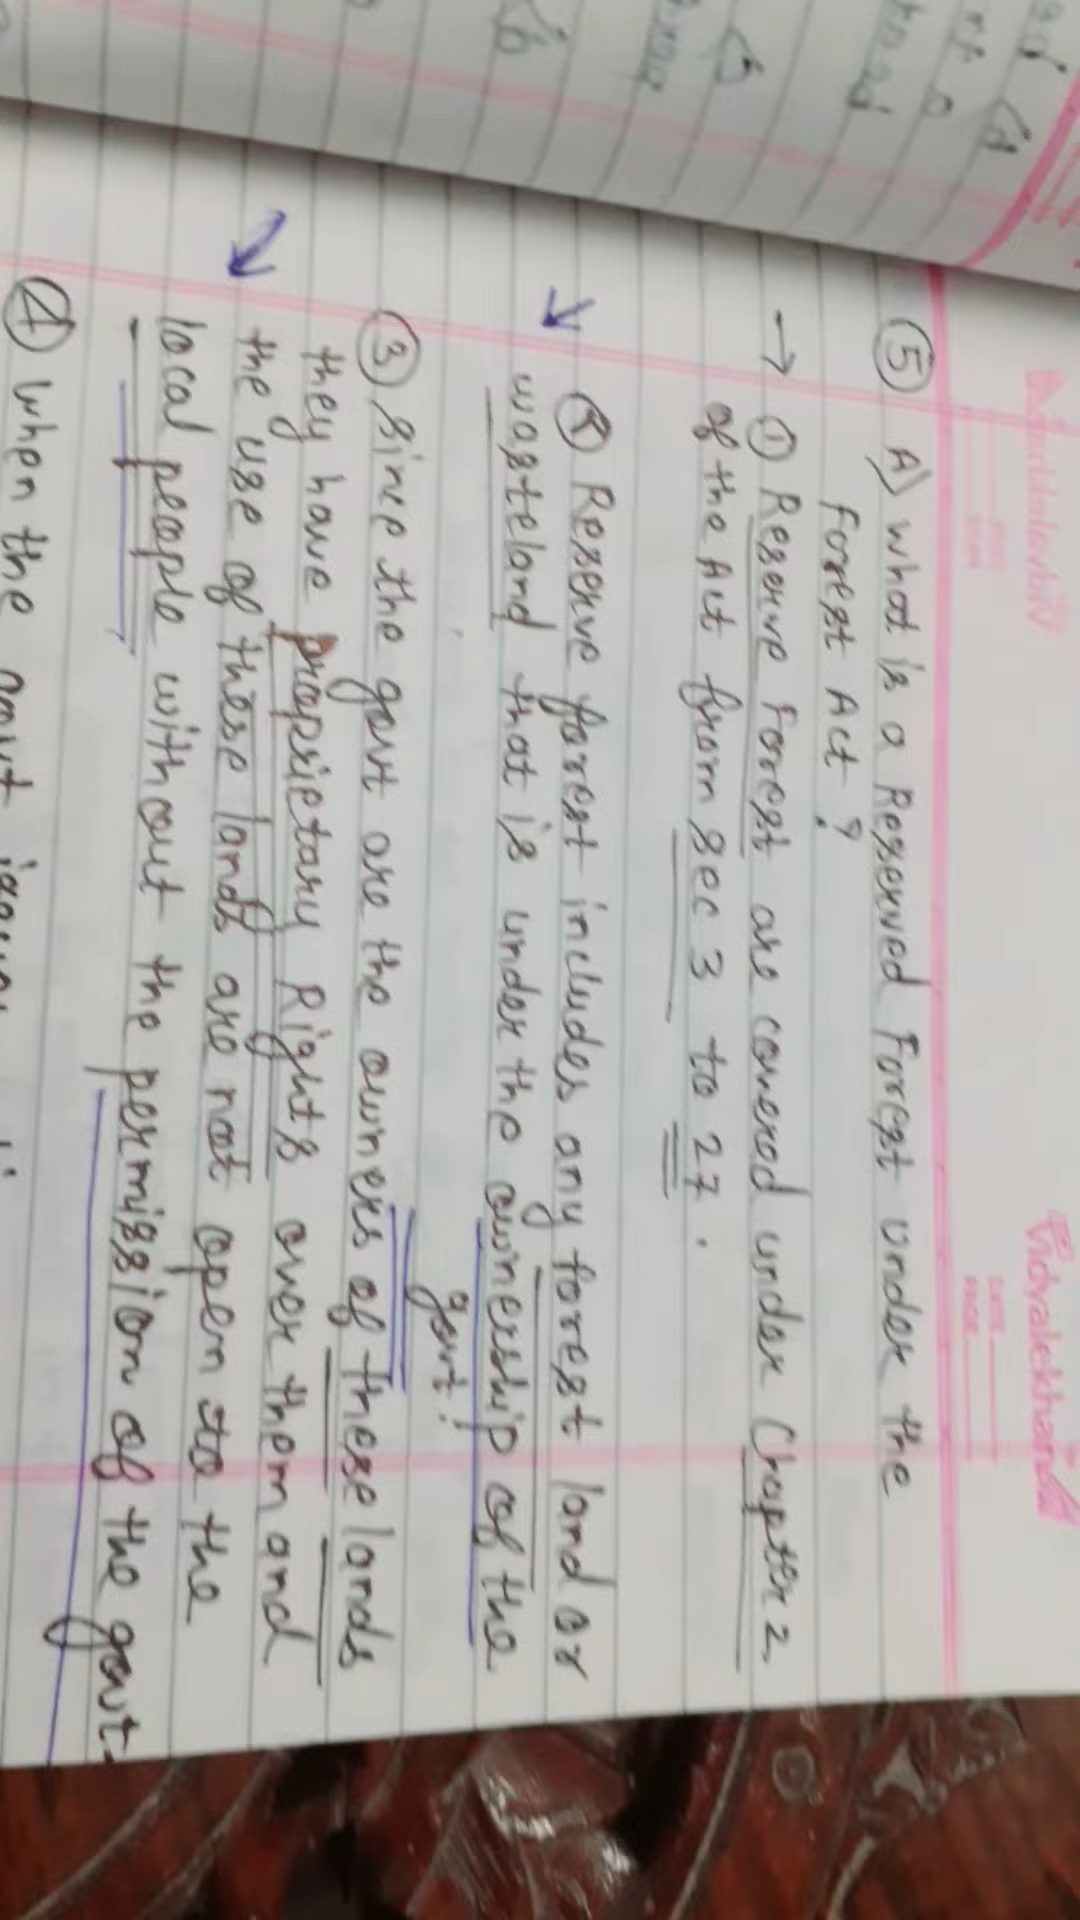 Vidyalekhan
DATE
PAGE
⑤ A) What is a Reserved Forest under the
Forest Act ?
→ ① Reserve Forest are covered under Chapter 2
of the Act from sec 3 to 27.
② Reserve forest includes any forest land or
wasteland that is under the ownership of the
govt.
③ Since the govt are the owners of these lands
they have proprietary Rights over them and
the use of these lands are not open to the
local people without the permission of the govt.
④ When the govt